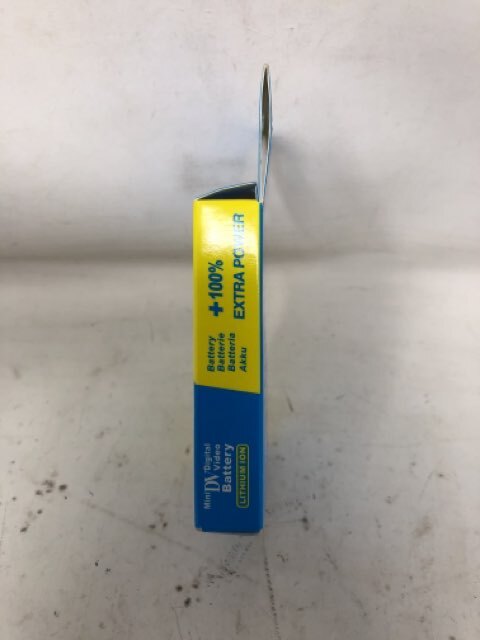 +100%
EXTRA POWER
Battery
Batterie
Batteria
Akku
Mini DV Digital Video
Battery
LITHIUM ION